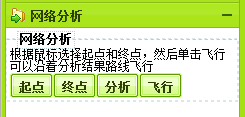 网络分析
网络分析
根据鼠标选择起点和终点，然后单击飞行
可以沿着分析结果路线飞行
起点 终点 分析 飞行